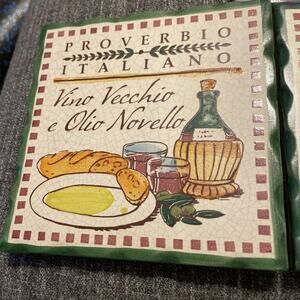 PROVERBIO
ITALIANO
Vino Vecchio
e Olio Novello